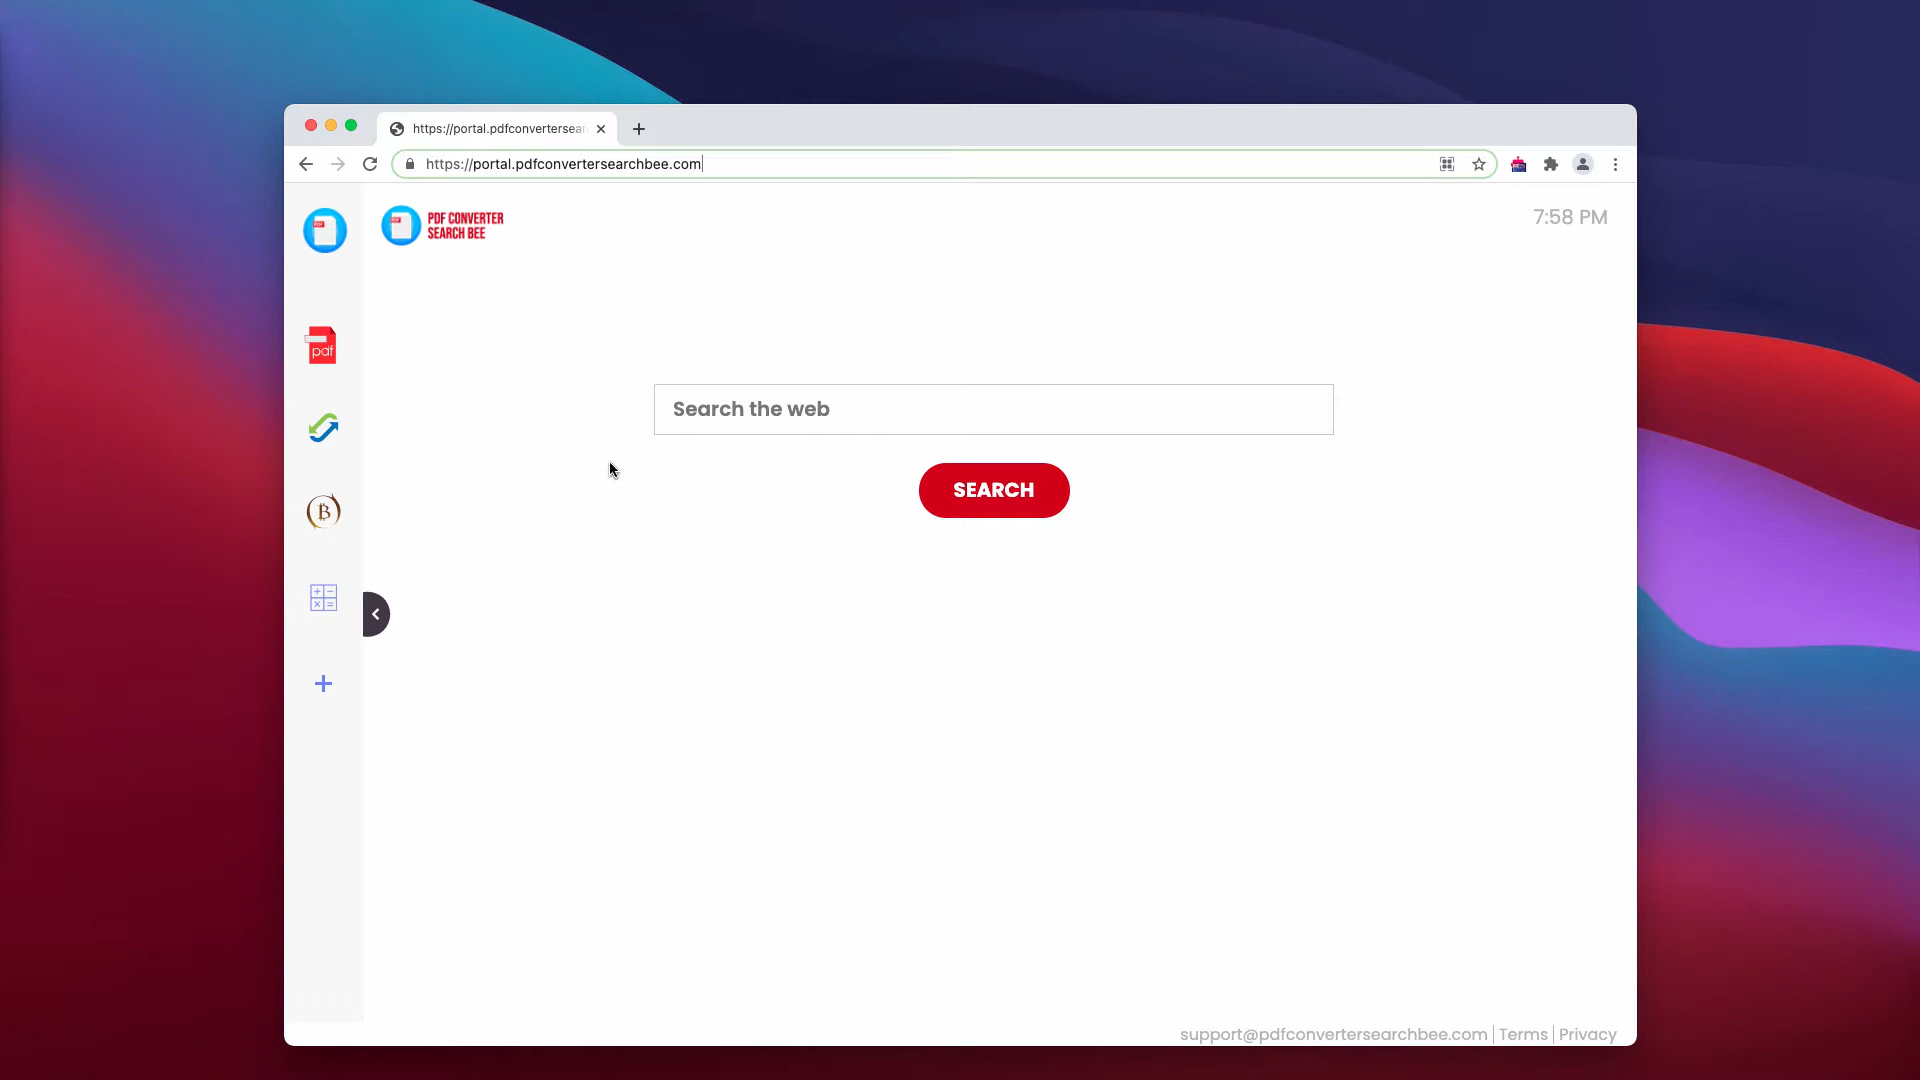 https://portal.pdfconvertersear
https://portal.pdfconvertersearchbee.com
PDF CONVERTER
SEARCH BEE
7:58 PM
pdf
Search the web
SEARCH
support@pdfconvertersearchbee.com | Terms | Privacy